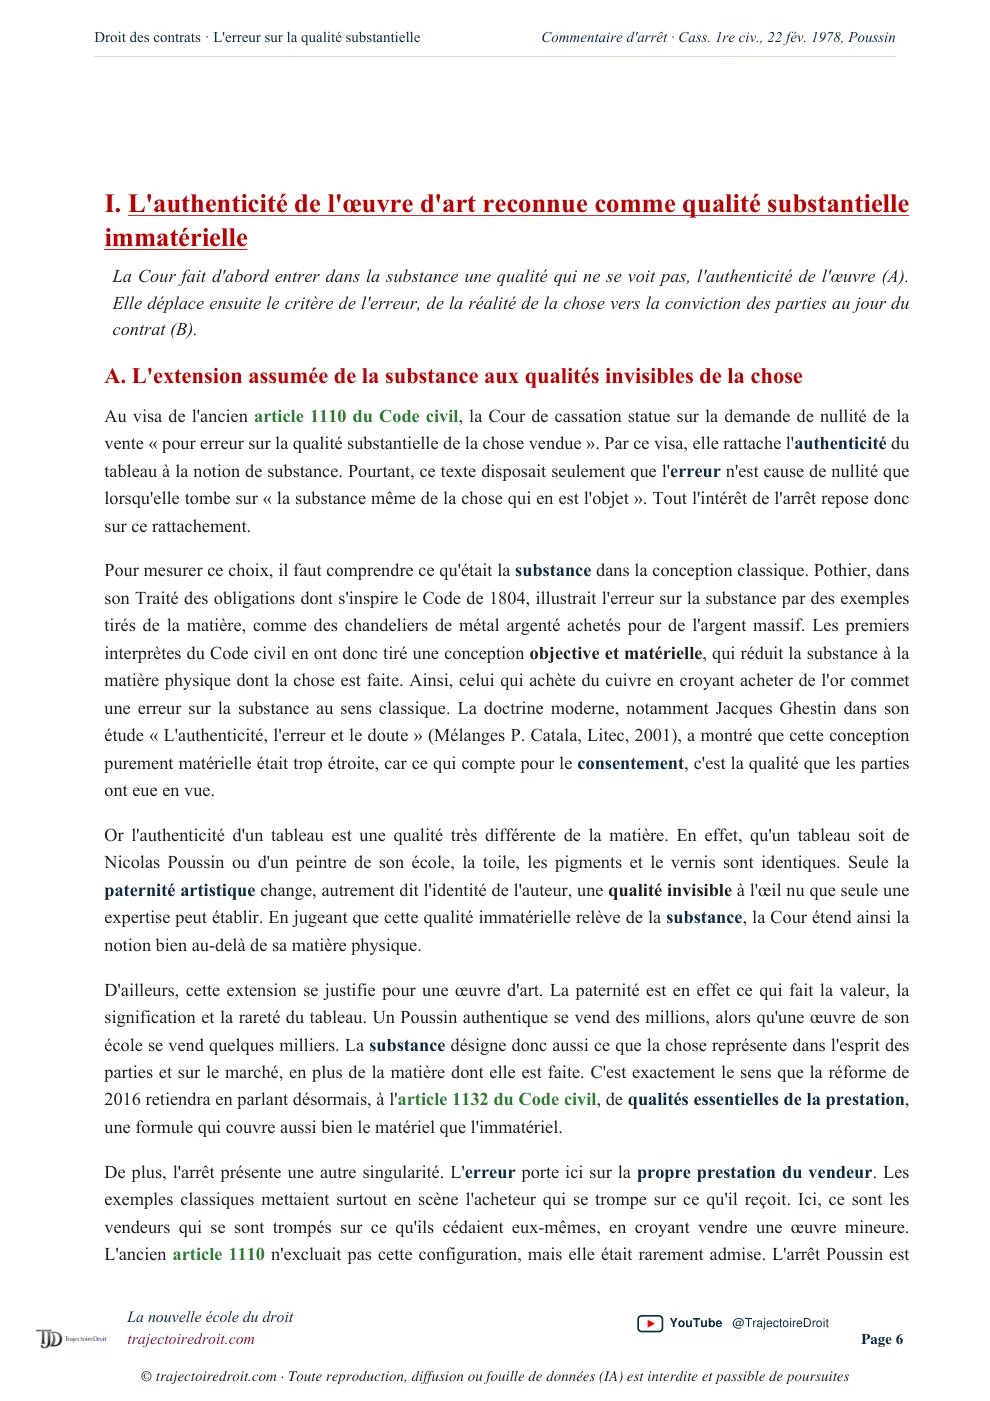 Droit des contrats · L'erreur sur la qualité substantielle
Commentaire d'arrêt · Cass. 1re civ., 22 fév. 1978, Poussin
I. L'authenticité de l'œuvre d'art reconnue comme qualité substantielle
immatérielle
La Cour fait d'abord entrer dans la substance une qualité qui ne se voit pas, l'authenticité de l'œuvre (A).
Elle déplace ensuite le critère de l'erreur, de la réalité de la chose vers la conviction des parties au jour du
contrat (B).
A. L'extension assumée de la substance aux qualités invisibles de la chose
Au visa de l'ancien article 1110 du Code civil, la Cour de cassation statue sur la demande de nullité de la
vente « pour erreur sur la qualité substantielle de la chose vendue ». Par ce visa, elle rattache l'authenticité du
tableau à la notion de substance. Pourtant, ce texte disposait seulement que l'erreur n'est cause de nullité que
lorsqu'elle tombe sur « la substance même de la chose qui en est l'objet ». Tout l'intérêt de l'arrêt repose donc
sur ce rattachement.
Pour mesurer ce choix, il faut comprendre ce qu'était la substance dans la conception classique. Pothier, dans
son Traité des obligations dont s'inspire le Code de 1804, illustrait l'erreur sur la substance par des exemples
tirés de la matière, comme des chandeliers de métal argenté achetés pour de l'argent massif. Les premiers
interprètes du Code civil en ont donc tiré une conception objective et matérielle, qui réduit la substance à la
matière physique dont la chose est faite. Ainsi, celui qui achète du cuivre en croyant acheter de l'or commet
une erreur sur la substance au sens classique. La doctrine moderne, notamment Jacques Ghestin dans son
étude « L'authenticité, l'erreur et le doute » (Mélanges P. Catala, Litec, 2001), a montré que cette conception
purement matérielle était trop étroite, car ce qui compte pour le consentement, c'est la qualité que les parties
ont eue en vue.
Or l'authenticité d'un tableau est une qualité très différente de la matière. En effet, qu'un tableau soit de
Nicolas Poussin ou d'un peintre de son école, la toile, les pigments et le vernis sont identiques. Seule la
paternité artistique change, autrement dit l'identité de l'auteur, une qualité invisible à l'œil nu que seule une
expertise peut établir. En jugeant que cette qualité immatérielle relève de la substance, la Cour étend ainsi la
notion bien au-delà de sa matière physique.
D'ailleurs, cette extension se justifie pour une œuvre d'art. La paternité est en effet ce qui fait la valeur, la
signification et la rareté du tableau. Un Poussin authentique se vend des millions, alors qu'une œuvre de son
école se vend quelques milliers. La substance désigne donc aussi ce que la chose représente dans l'esprit des
parties et sur le marché, en plus de la matière dont elle est faite. C'est exactement le sens que la réforme de
2016 retiendra en parlant désormais, à l'article 1132 du Code civil, de qualités essentielles de la prestation,
une formule qui couvre aussi bien le matériel que l'immatériel.
De plus, l'arrêt présente une autre singularité. L'erreur porte ici sur la propre prestation du vendeur. Les
exemples classiques mettaient surtout en scène l'acheteur qui se trompe sur ce qu'il reçoit. Ici, ce sont les
vendeurs qui se sont trompés sur ce qu'ils cédaient eux-mêmes, en croyant vendre une œuvre mineure.
L'ancien article 1110 n'excluait pas cette configuration, mais elle était rarement admise. L'arrêt Poussin est
La nouvelle école du droit
trajectoiredroit.com
TJD TrajectoireDroit
YouTube @TrajectoireDroit
Page 6
© trajectoiredroit.com · Toute reproduction, diffusion ou fouille de données (IA) est interdite et passible de poursuites